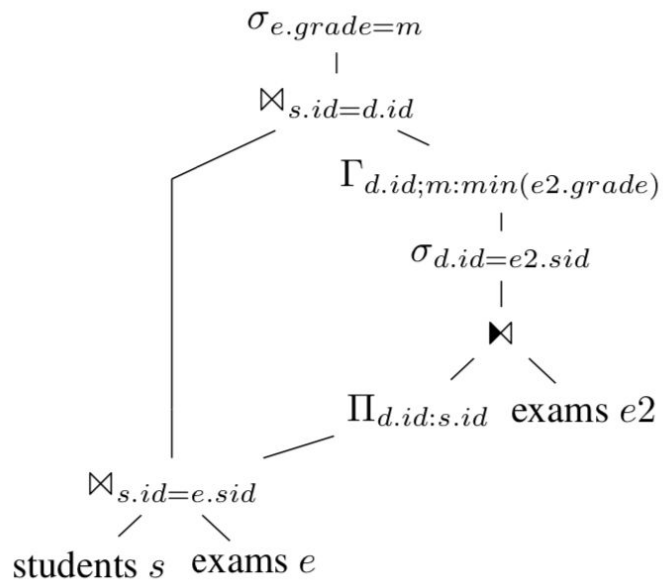 σ_{e.grade=m}
⋈_{s.id=d.id}
Γ_{d.id;m:min(e2.grade)}
σ_{d.id=e2.sid}
⧑
Π_{d.id:s.id} exams e2
⋈_{s.id=e.sid}
students s exams e